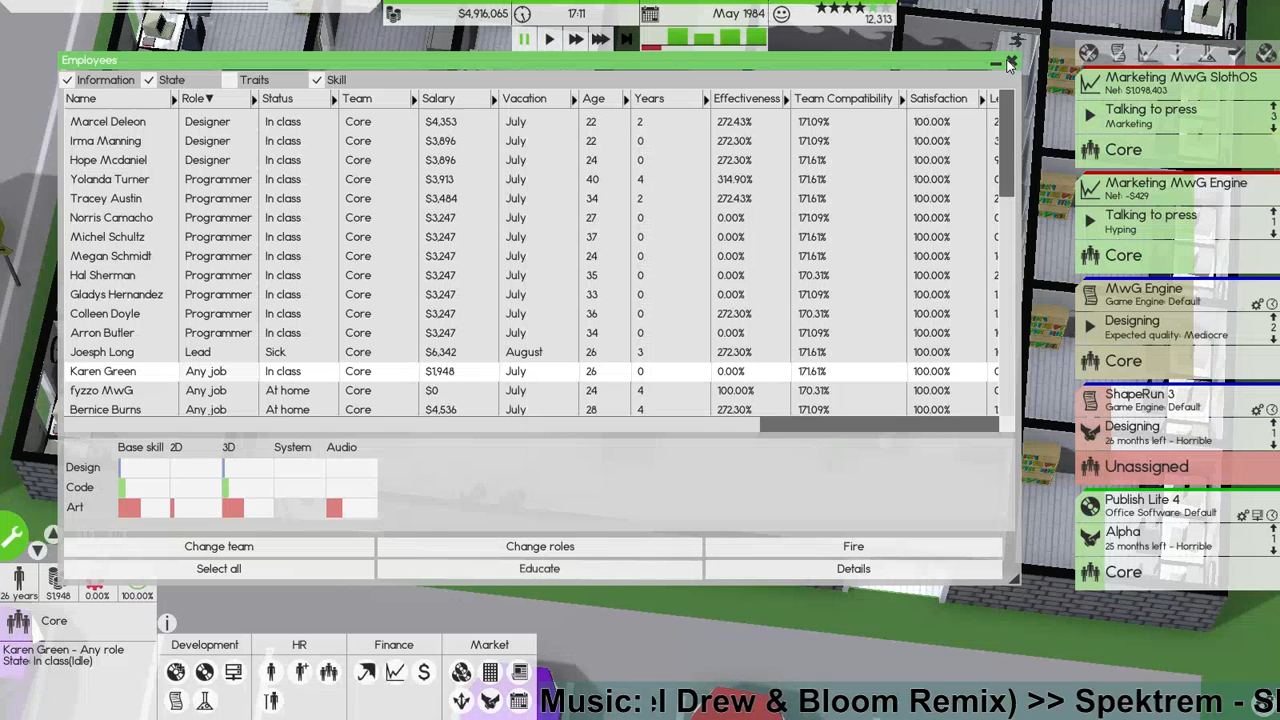 $4,916,065 17:11 May 1984 12,313
Employees
Information State Traits Skill
Name Role▼ Status Team Salary Vacation Age Years Effectiveness Team Compatibility Satisfaction
Marcel Deleon Designer In class Core $4,353 July 22 2 272.43% 171.09% 100.00%
Irma Manning Designer In class Core $3,896 July 22 0 272.30% 171.09% 100.00%
Hope Mcdaniel Designer In class Core $3,896 July 24 0 272.30% 171.61% 100.00%
Yolanda Turner Programmer In class Core $3,913 July 40 4 314.90% 171.61% 100.00%
Tracey Austin Programmer In class Core $3,484 July 34 2 272.43% 171.61% 100.00%
Norris Camacho Programmer In class Core $3,247 July 27 0 0.00% 171.09% 100.00%
Michel Schultz Programmer In class Core $3,247 July 37 0 0.00% 171.61% 100.00%
Megan Schmidt Programmer In class Core $3,247 July 24 0 0.00% 171.61% 100.00%
Hal Sherman Programmer In class Core $3,247 July 35 0 0.00% 170.31% 100.00%
Gladys Hernandez Programmer In class Core $3,247 July 33 0 0.00% 171.09% 100.00%
Colleen Doyle Programmer In class Core $3,247 July 36 0 272.30% 170.31% 100.00%
Arron Butler Programmer In class Core $3,247 July 34 0 0.00% 171.09% 100.00%
Joesph Long Lead Sick Core $6,342 August 26 3 272.30% 171.61% 100.00%
Karen Green Any job In class Core $1,948 July 26 0 0.00% 171.61% 100.00%
fyzzo MwG Any job At home Core $0 July 24 4 100.00% 170.31% 100.00%
Bernice Burns Any job At home Core $4,536 July 28 4 272.30% 171.09% 100.00%
Base skill 2D 3D System Audio
Design
Code
Art
Change team Change roles Fire
Select all Educate Details
Marketing MwG SlothOS
Net: $1,098,403
Talking to press
Marketing
3
Core
Marketing MwG Engine
Net: -$429
Talking to press
Hyping
1
Core
MwG Engine
Game Engine: Default
Designing
Expected quality: Mediocre
2
Core
ShapeRun 3
Game Engine: Default
Designing
26 months left - Horrible
1
Unassigned
Publish Lite 4
Office Software: Default
Alpha
25 months left - Horrible
1
Core
26 years $1,948 0.00% 100.00%
Core
Karen Green - Any role
State: In class(Idle)
Development HR Finance Market
Music: el Drew & Bloom Remix) >> Spektrem - S